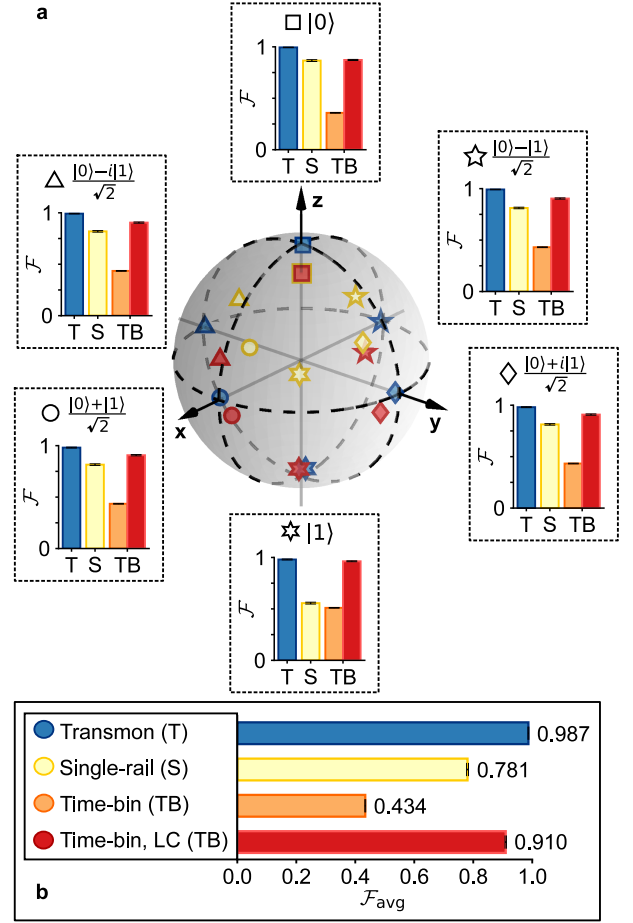 a
□ |0⟩
1
0
ℱ
T S TB
△ |0⟩−i|1⟩
√2
1
0
ℱ
T S TB
☆ |0⟩−|1⟩
√2
1
0
ℱ
T S TB
z
x
y
○ |0⟩+|1⟩
√2
1
0
ℱ
T S TB
◇ |0⟩+i|1⟩
√2
1
0
ℱ
T S TB
✡ |1⟩
1
0
ℱ
T S TB
Transmon (T)
0.987
Single-rail (S)
0.781
Time-bin (TB)
0.434
Time-bin, LC (TB)
0.910
0.0 0.2 0.4 0.6 0.8 1.0
ℱavg
b